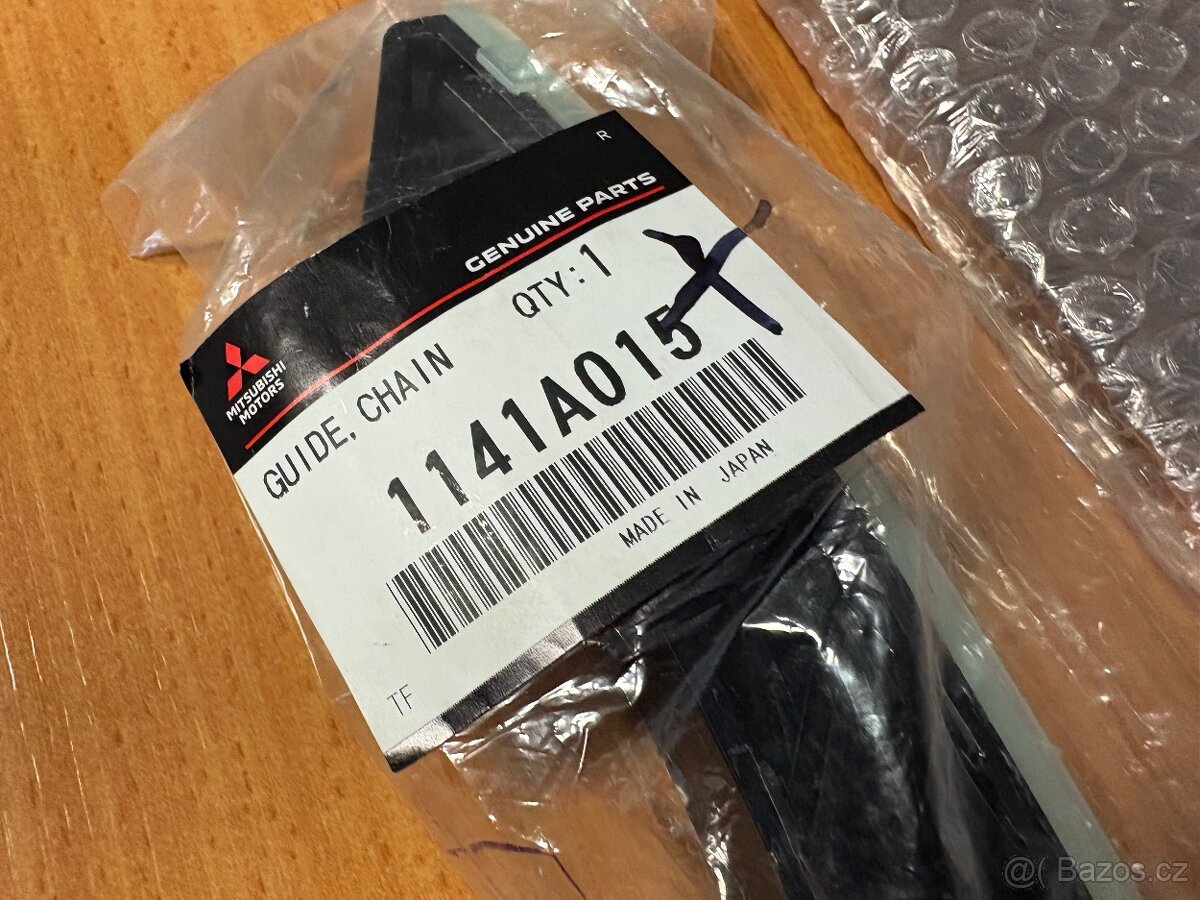 R
GENUINE PARTS
MITSUBISHI
MOTORS
QTY:1
GUIDE,CHAIN
1141A015
MADE IN JAPAN
TF
@( Bazos.cz